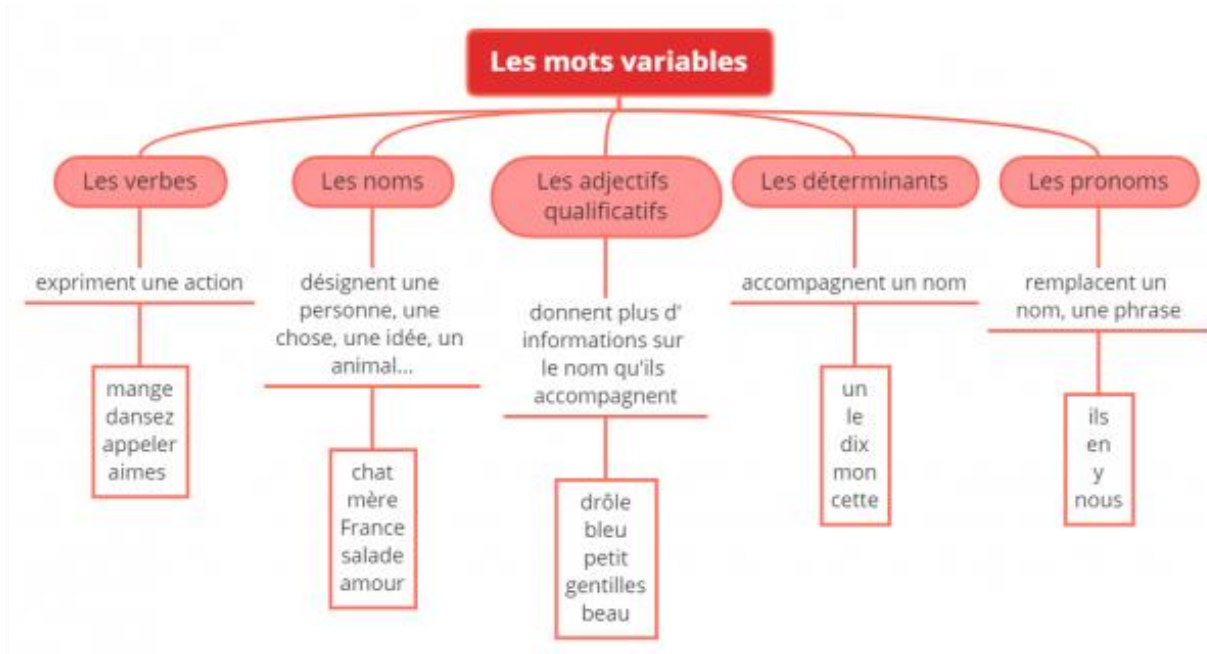 Les mots variables
Les verbes
expriment une action
mange
dansez
appeler
aimes
Les noms
désignent une
personne, une
chose, une idée, un
animal...
chat
mère
France
salade
amour
Les adjectifs
qualificatifs
donnent plus d'
informations sur
le nom qu'ils
accompagnent
drôle
bleu
petit
gentilles
beau
Les déterminants
accompagnent un nom
un
le
dix
mon
cette
Les pronoms
remplacent un
nom, une phrase
ils
en
y
nous